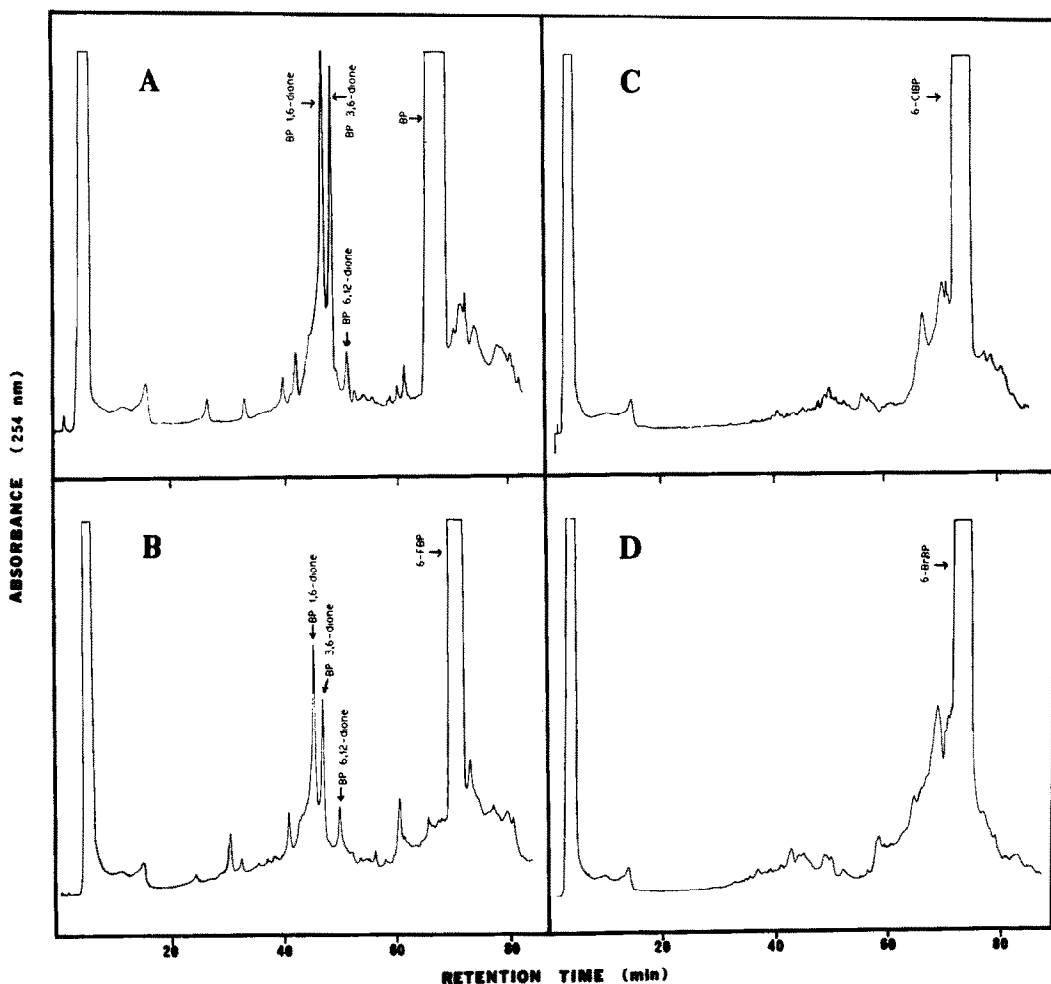 A
BP 1,6-dione
BP 3,6-dione
BP 6,12-dione
BP
C
6-ClBP
B
BP 1,6-dione
BP 3,6-dione
BP 6,12-dione
6-FBP
D
6-BrBP
ABSORBANCE (254 nm)
20 40 60 80
20 40 60 80
RETENTION TIME (min)